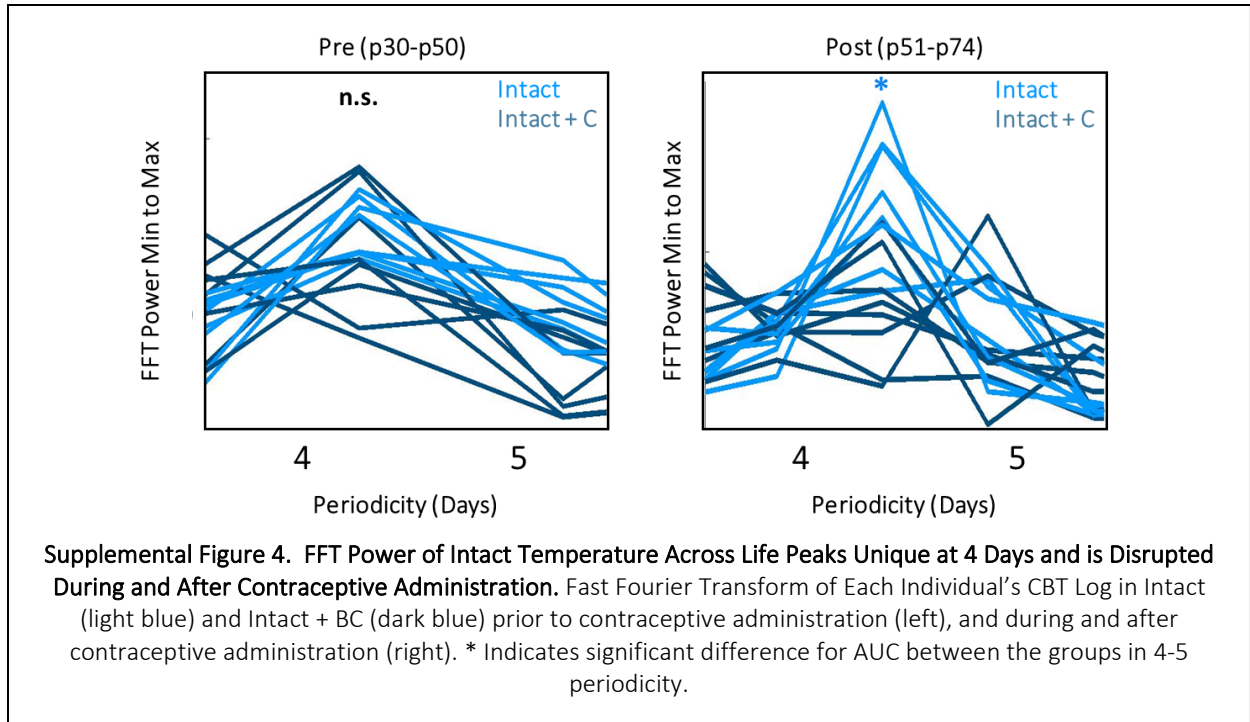 Pre (p30-p50)
Post (p51-p74)
n.s.
Intact
Intact + C
*
Intact
Intact + C
FFT Power Min to Max
FFT Power Min to Max
4
5
4
5
Periodicity (Days)
Periodicity (Days)
Supplemental Figure 4. FFT Power of Intact Temperature Across Life Peaks Unique at 4 Days and is Disrupted
During and After Contraceptive Administration. Fast Fourier Transform of Each Individual's CBT Log in Intact
(light blue) and Intact + BC (dark blue) prior to contraceptive administration (left), and during and after
contraceptive administration (right). * Indicates significant difference for AUC between the groups in 4-5
periodicity.